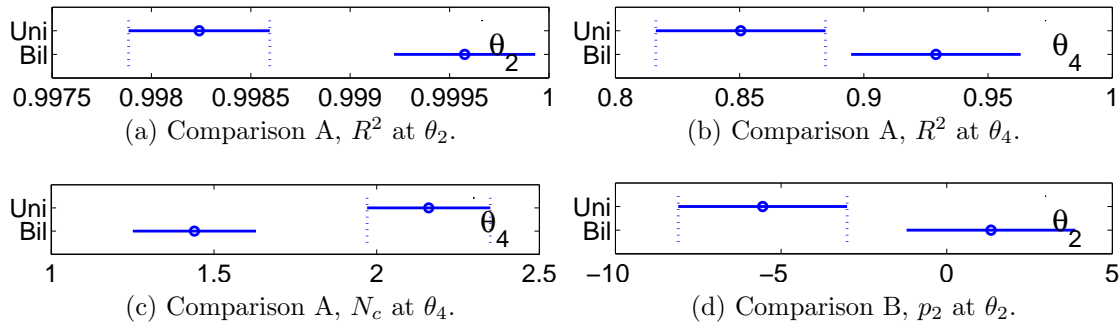 Uni
Bil
θ2
0.9975 0.998 0.9985 0.999 0.9995 1
(a) Comparison A, R² at θ₂.
Uni
Bil
θ4
0.8 0.85 0.9 0.95 1
(b) Comparison A, R² at θ₄.
Uni
Bil
θ4
1 1.5 2 2.5
(c) Comparison A, N_c at θ₄.
Uni
Bil
θ2
−10 −5 0 5
(d) Comparison B, p₂ at θ₂.